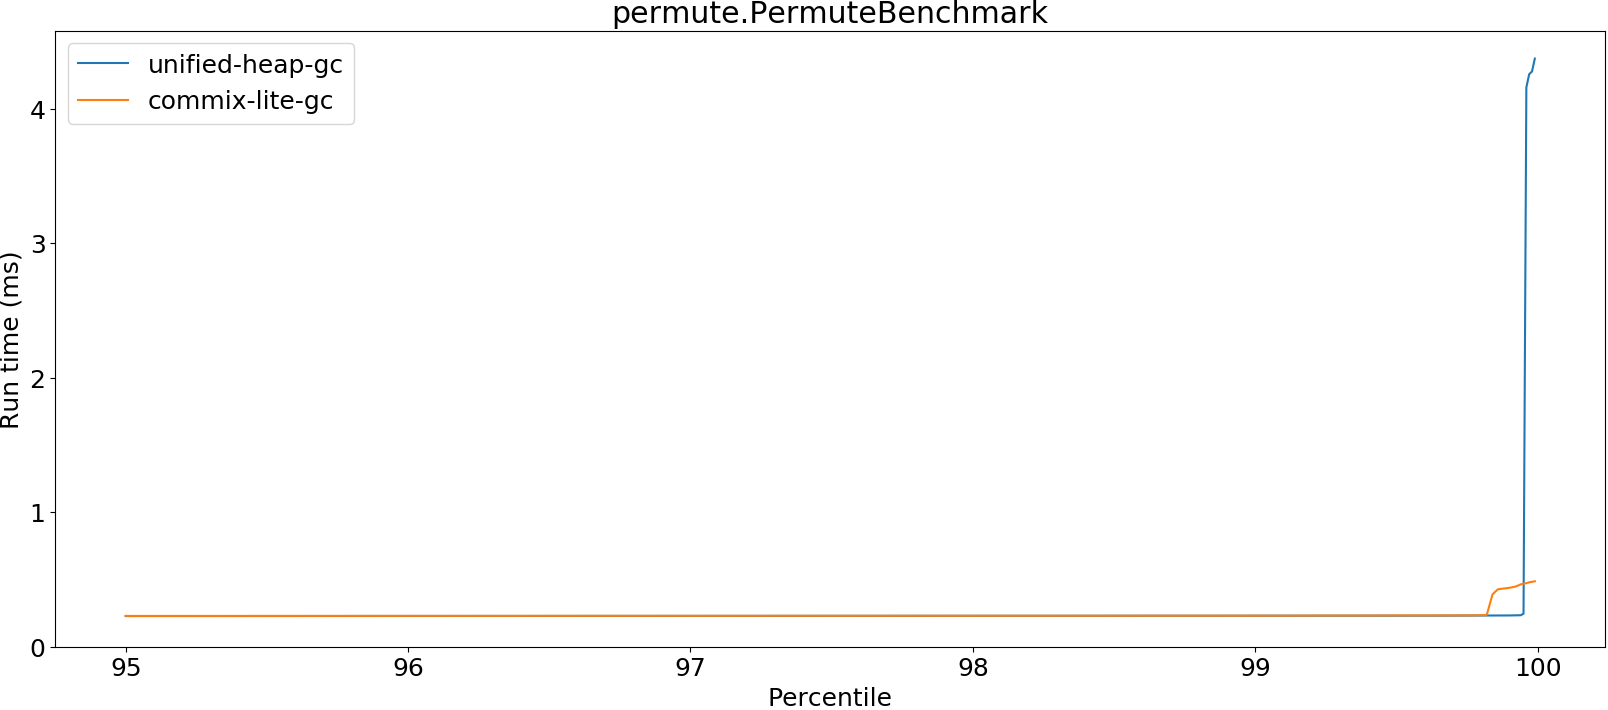 permute.PermuteBenchmark
unified-heap-gc
commix-lite-gc
4
3
2
1
0
Run time (ms)
95 96 97 98 99 100
Percentile